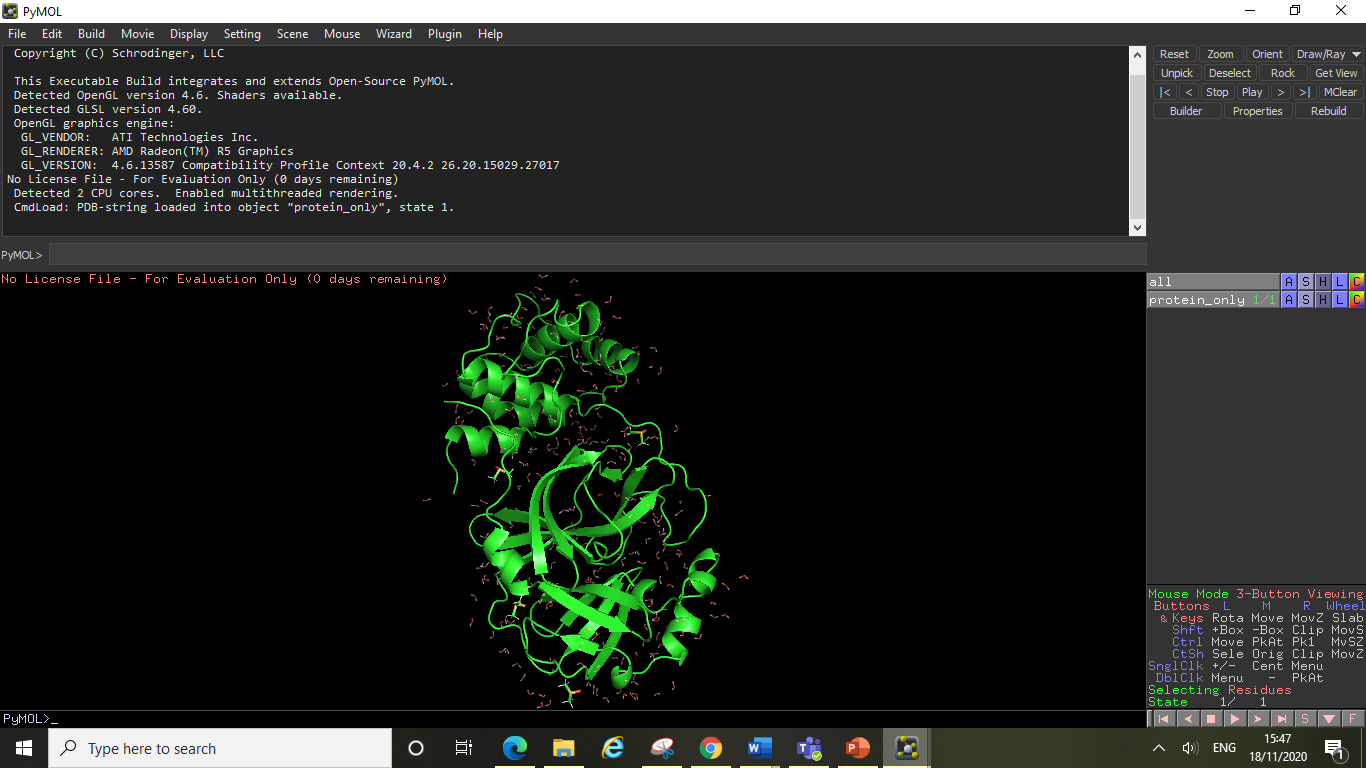 PyMOL
File Edit Build Movie Display Setting Scene Mouse Wizard Plugin Help
Copyright (C) Schrodinger, LLC
This Executable Build integrates and extends Open-Source PyMOL.
Detected OpenGL version 4.6. Shaders available.
Detected GLSL version 4.60.
OpenGL graphics engine:
GL_VENDOR: ATI Technologies Inc.
GL_RENDERER: AMD Radeon(TM) R5 Graphics
GL_VERSION: 4.6.13587 Compatibility Profile Context 20.4.2 26.20.15029.27017
No License File - For Evaluation Only (0 days remaining)
Detected 2 CPU cores. Enabled multithreaded rendering.
CmdLoad: PDB-string loaded into object "protein_only", state 1.
PyMOL>
Reset Zoom Orient Draw/Ray
Unpick Deselect Rock Get View
|< < Stop Play > >| MClear
Builder Properties Rebuild
No License File - For Evaluation Only (0 days remaining)
all A S H L C
protein_only 1/1 A S H L C
Mouse Mode 3-Button Viewing
Buttons L M R Wheel
& Keys Rota Move MovZ Slab
Shft +Box -Box Clip MovS
Ctrl Move PkAt Pk1 MvSZ
CtSh Sele Orig Clip MovZ
SnglClk +/- Cent Menu
DblClk Menu - PkAt
Selecting Residues
State 1/ 1
S F
PyMOL>_
Type here to search
ENG
15:47
18/11/2020
1